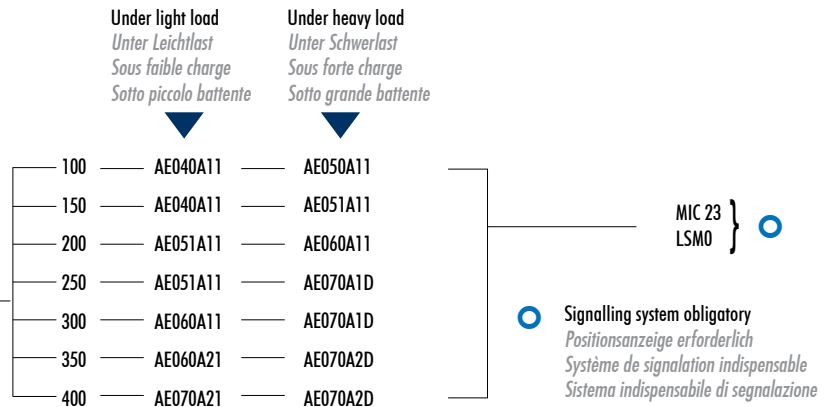 Under light load
Unter Leichtlast
Sous faible charge
Sotto piccolo battente
Under heavy load
Unter Schwerlast
Sous forte charge
Sotto grande battente
100 AE040A11 AE050A11
150 AE040A11 AE051A11
200 AE051A11 AE060A11
250 AE051A11 AE070A1D
300 AE060A11 AE070A1D
350 AE060A21 AE070A2D
400 AE070A21 AE070A2D
MIC 23
LSM0
Signalling system obligatory
Positionsanzeige erforderlich
Système de signalation indispensable
Sistema indispensabile di segnalazione